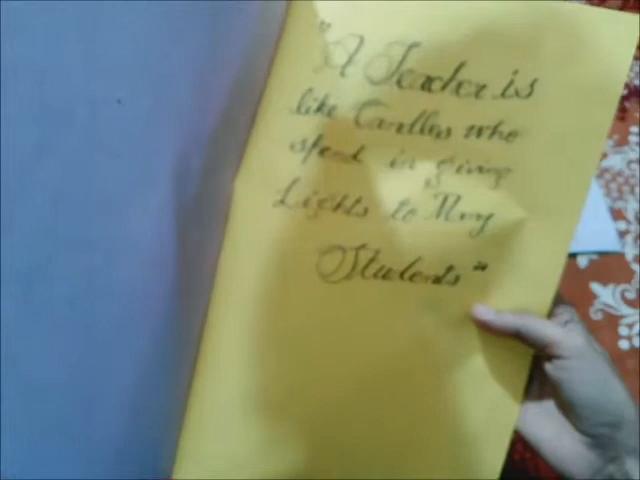 "A Teacher is
like Candles who
spend in giving
Lights to Many
Students"